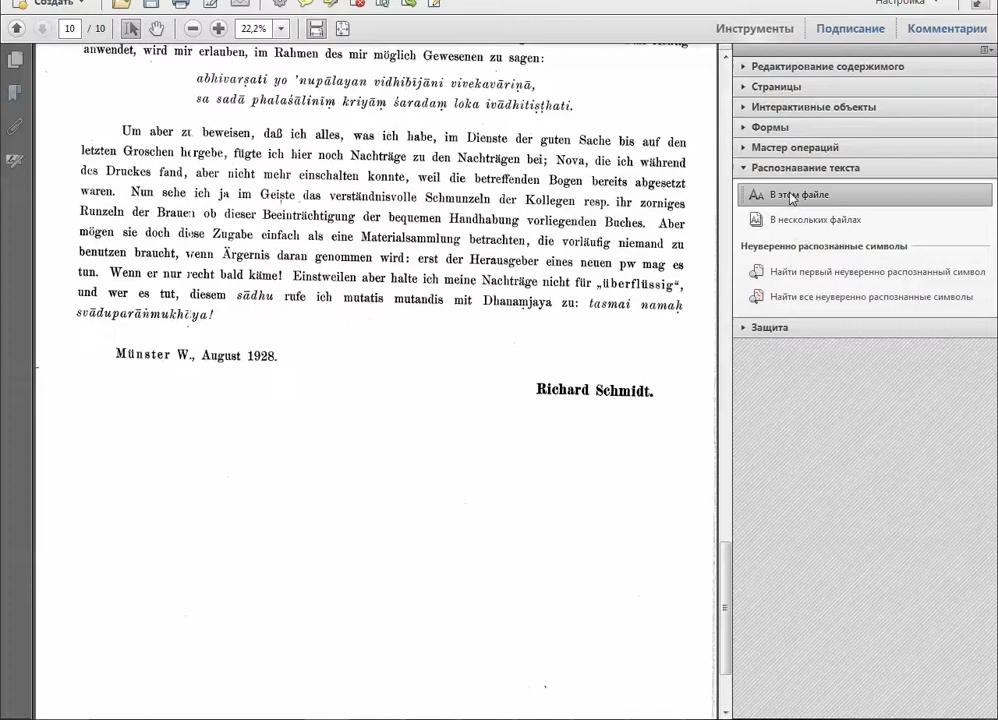 Создать
Настройка
10 / 10
22,2%
Инструменты
Подписание
Комментарии
anwendet, wird mir erlauben, im Rahmen des mir möglich Gewesenen zu sagen:
abhivarṣati yo 'nupālayan vidhibījāni vivekavāriṇā,
sa sadā phalaśālinīṃ kriyāṃ śaradaṃ loka ivādhitiṣṭhati.
Um aber zu beweisen, daß ich alles, was ich habe, im Dienste der guten Sache bis auf den
letzten Groschen hergebe, fügte ich hier noch Nachträge zu den Nachträgen bei; Nova, die ich während
des Druckes fand, aber nicht mehr einschalten konnte, weil die betreffenden Bogen bereits abgesetzt
waren. Nun sehe ich ja im Geiste das verständnisvolle Schmunzeln der Kollegen resp. ihr zorniges
Runzeln der Brauen ob dieser Beeinträchtigung der bequemen Handhabung vorliegenden Buches. Aber
mögen sie doch diese Zugabe einfach als eine Materialsammlung betrachten, die vorläufig niemand zu
benutzen braucht, wenn Ärgernis daran genommen wird: erst der Herausgeber eines neuen pw mag es
tun. Wenn er nur recht bald käme! Einstweilen aber halte ich meine Nachträge nicht für „überflüssig“,
und wer es tut, diesem sādhu rufe ich mutatis mutandis mit Dhanaṃjaya zu: tasmai namaḥ
svāduparāṅmukhāya!
Münster W., August 1928.
Richard Schmidt.
Редактирование содержимого
Страницы
Интерактивные объекты
Формы
Мастер операций
Распознавание текста
В этом файле
В нескольких файлах
Неуверенно распознанные символы
Найти первый неуверенно распознанный символ
Найти все неуверенно распознанные символы
Защита